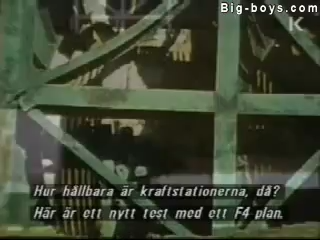 Big-boys.com
K
Hur hållbara är kraftstationerna, då?
Här är ett nytt test med ett F4 plan.